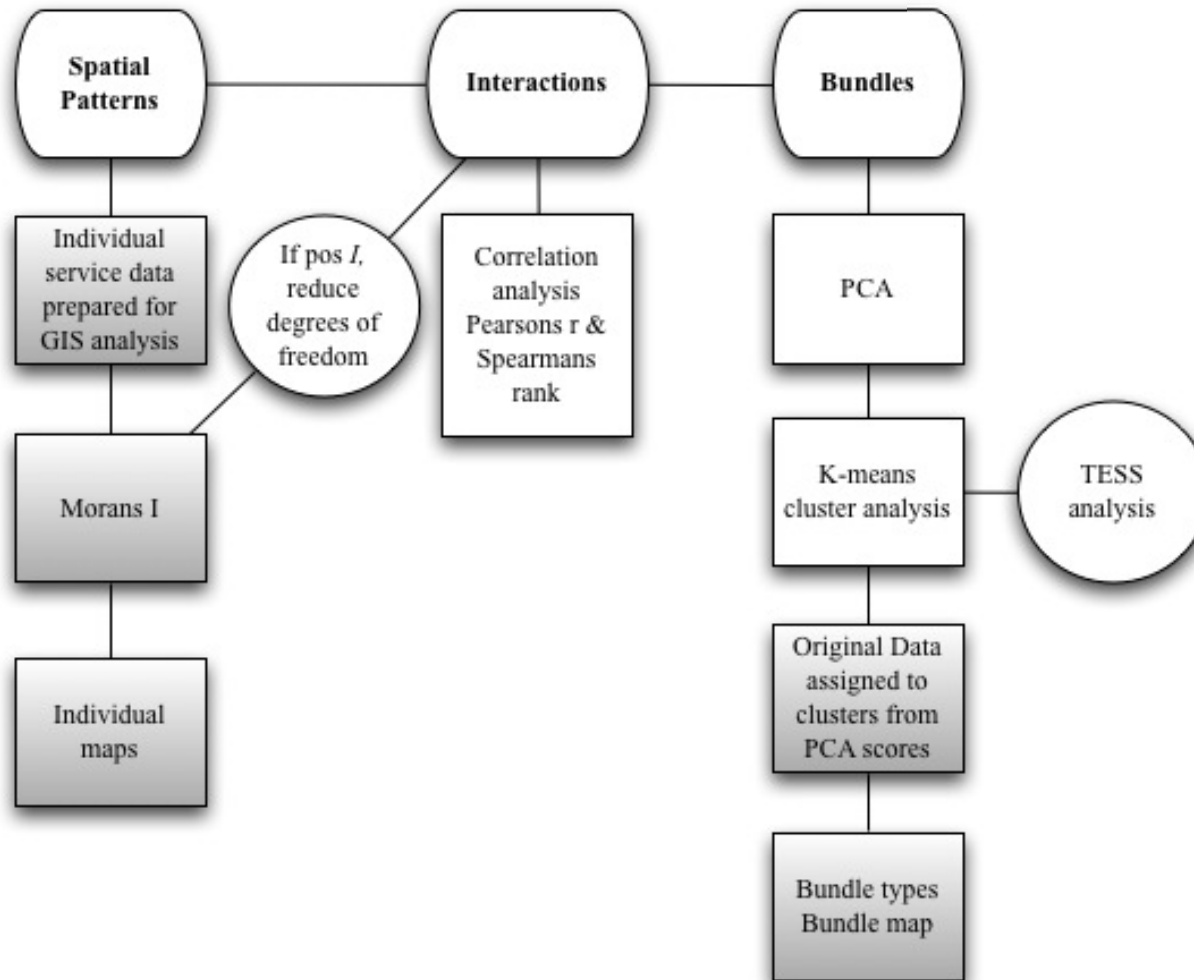 Spatial
Patterns
Interactions
Bundles
Individual
service data
prepared for
GIS analysis
If pos I,
reduce
degrees of
freedom
Correlation
analysis
Pearsons r &
Spearmans
rank
PCA
Morans I
K-means
cluster analysis
TESS
analysis
Individual
maps
Original Data
assigned to
clusters from
PCA scores
Bundle types
Bundle map